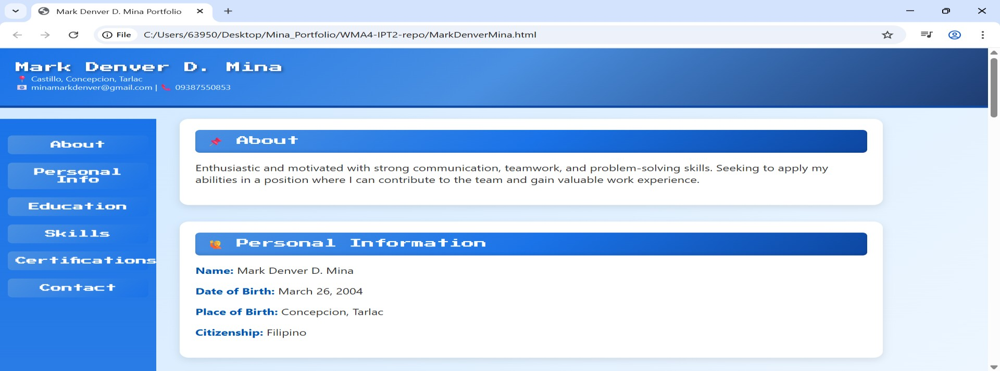 Mark Denver D. Mina Portfolio
File C:/Users/63950/Desktop/Mina_Portfolio/WMA4-IPT2-repo/MarkDenverMina.html
Mark Denver D. Mina
Castillo, Concepcion, Tarlac
minamarkdenver@gmail.com | 09387550853
About
Personal
Info
Education
Skills
Certifications
Contact
About
Enthusiastic and motivated with strong communication, teamwork, and problem-solving skills. Seeking to apply my
abilities in a position where I can contribute to the team and gain valuable work experience.
Personal Information
Name: Mark Denver D. Mina
Date of Birth: March 26, 2004
Place of Birth: Concepcion, Tarlac
Citizenship: Filipino